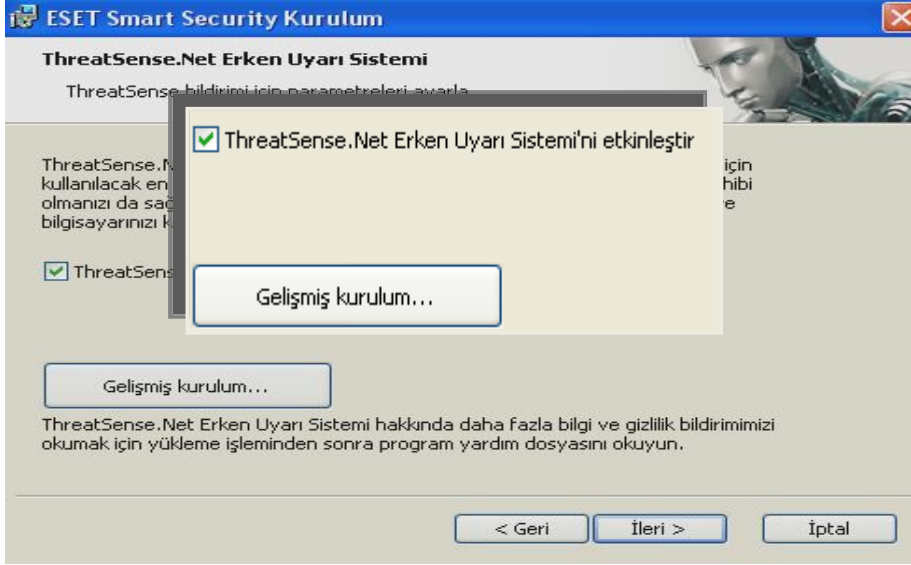 ESET Smart Security Kurulum
ThreatSense.Net Erken Uyarı Sistemi
ThreatSense bildirimi için parametreleri ayarla
ThreatSense.Net Erken Uyarı Sistemi'ni etkinleştir
Gelişmiş kurulum...
ThreatSense. için
kullanılacak en hibi
olmanızı da
bilgisayarınızı
ThreatSens
Gelişmiş kurulum...
ThreatSense.Net Erken Uyarı Sistemi hakkında daha fazla bilgi ve gizlilik bildirimimizi
okumak için yükleme işleminden sonra program yardım dosyasını okuyun.
< Geri İleri > İptal